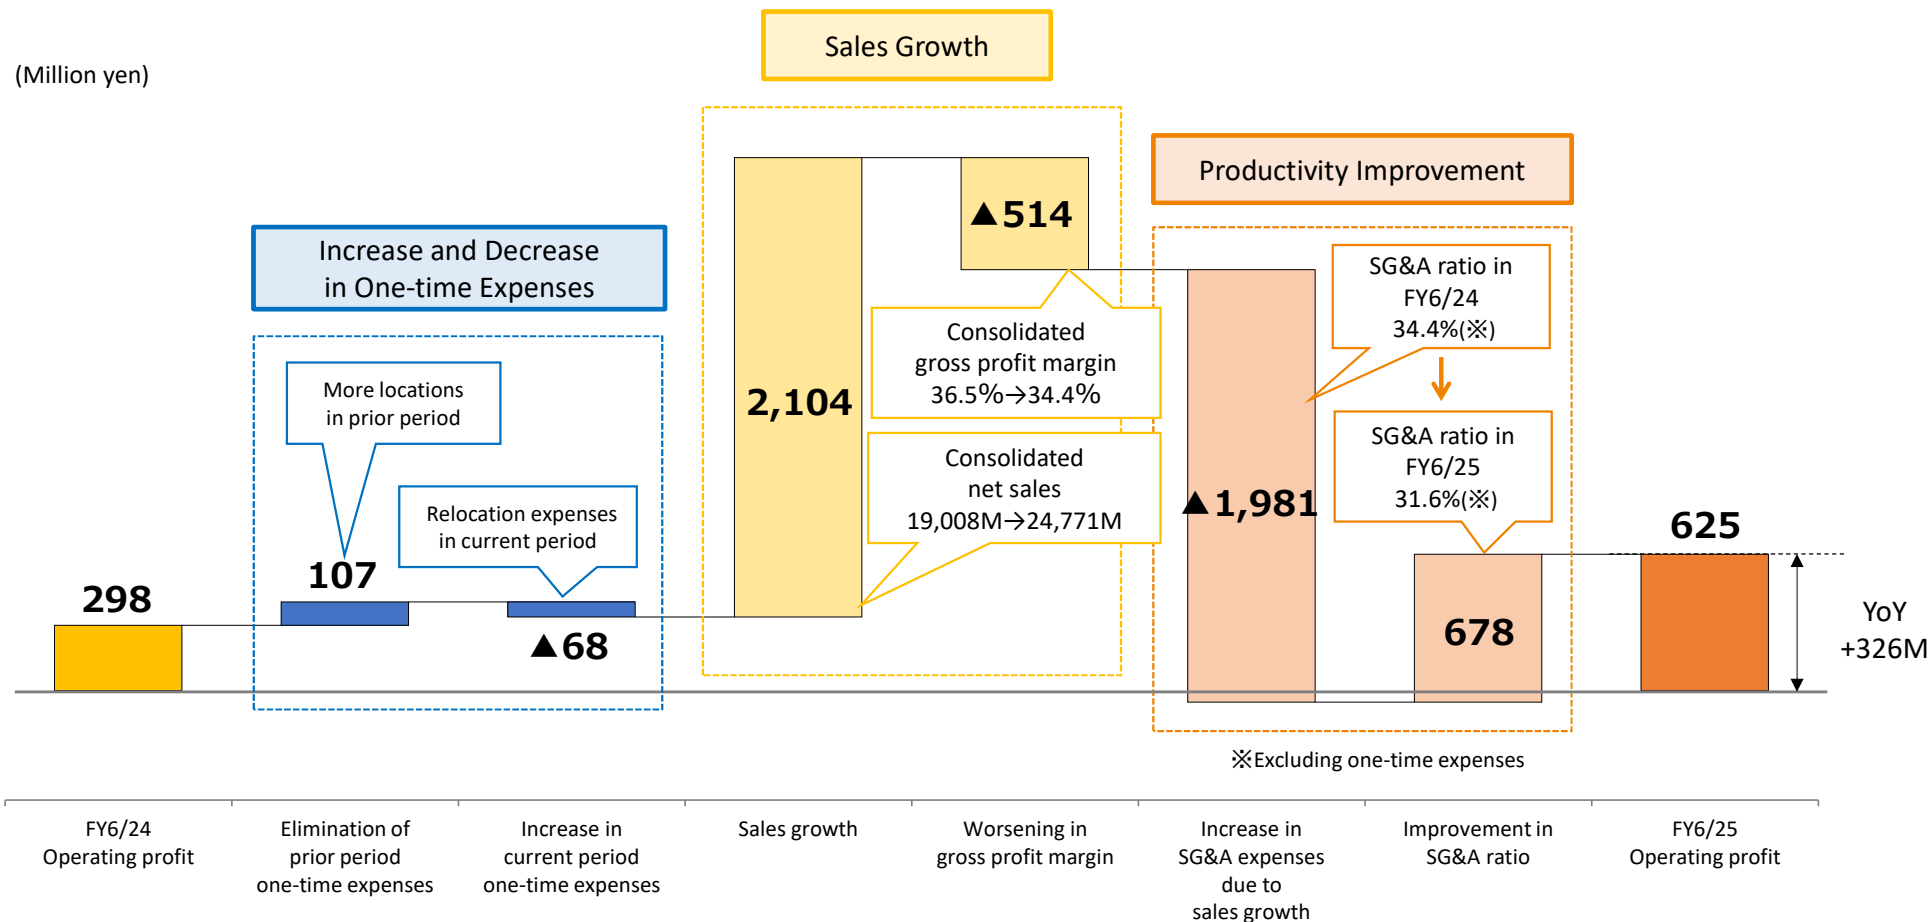 (Million yen)
Sales Growth
Productivity Improvement
Increase and Decrease
in One-time Expenses
More locations
in prior period
Relocation expenses
in current period
Consolidated
gross profit margin
36.5%→34.4%
Consolidated
net sales
19,008M→24,771M
SG&A ratio in
FY6/24
34.4%(※)
SG&A ratio in
FY6/25
31.6%(※)
298
107
▲68
2,104
▲514
▲1,981
678
625
YoY
+326M
※Excluding one-time expenses
FY6/24
Operating profit
Elimination of
prior period
one-time expenses
Increase in
current period
one-time expenses
Sales growth
Worsening in
gross profit margin
Increase in
SG&A expenses
due to
sales growth
Improvement in
SG&A ratio
FY6/25
Operating profit